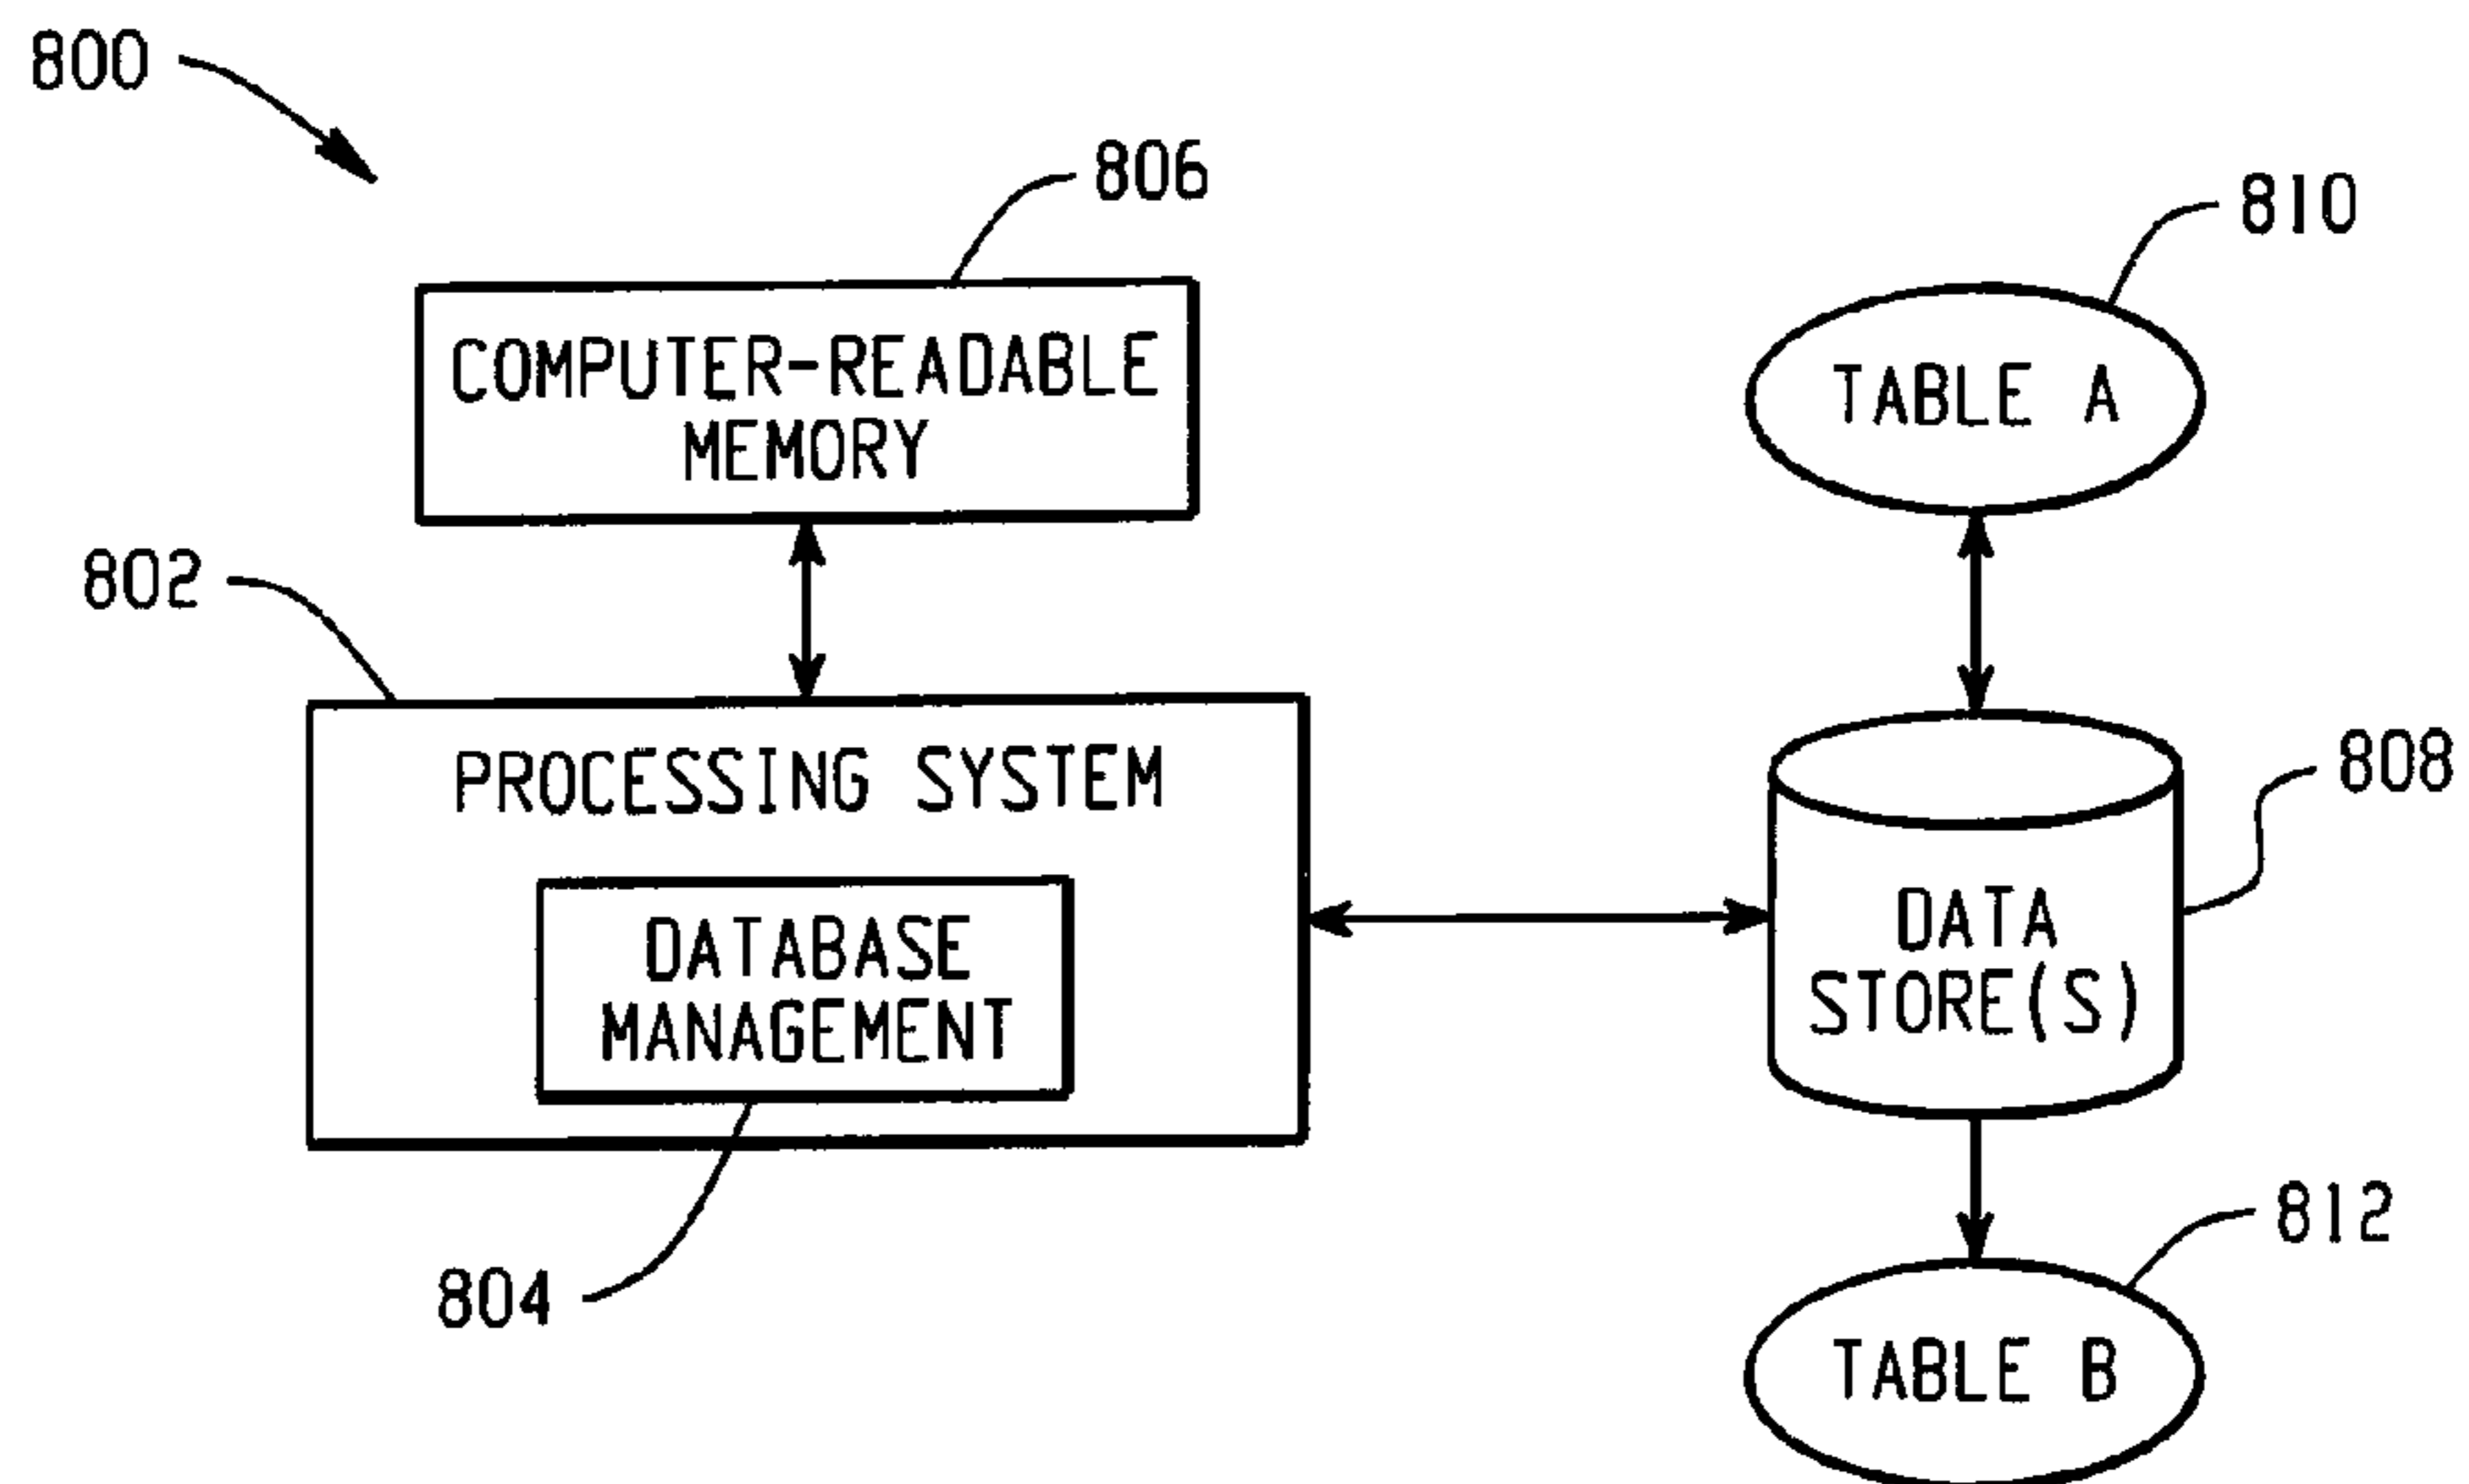 800
806
810
COMPUTER-READABLE
MEMORY
TABLE A
802
PROCESSING SYSTEM
808
DATABASE
MANAGEMENT
DATA
STORE(S)
804
812
TABLE B